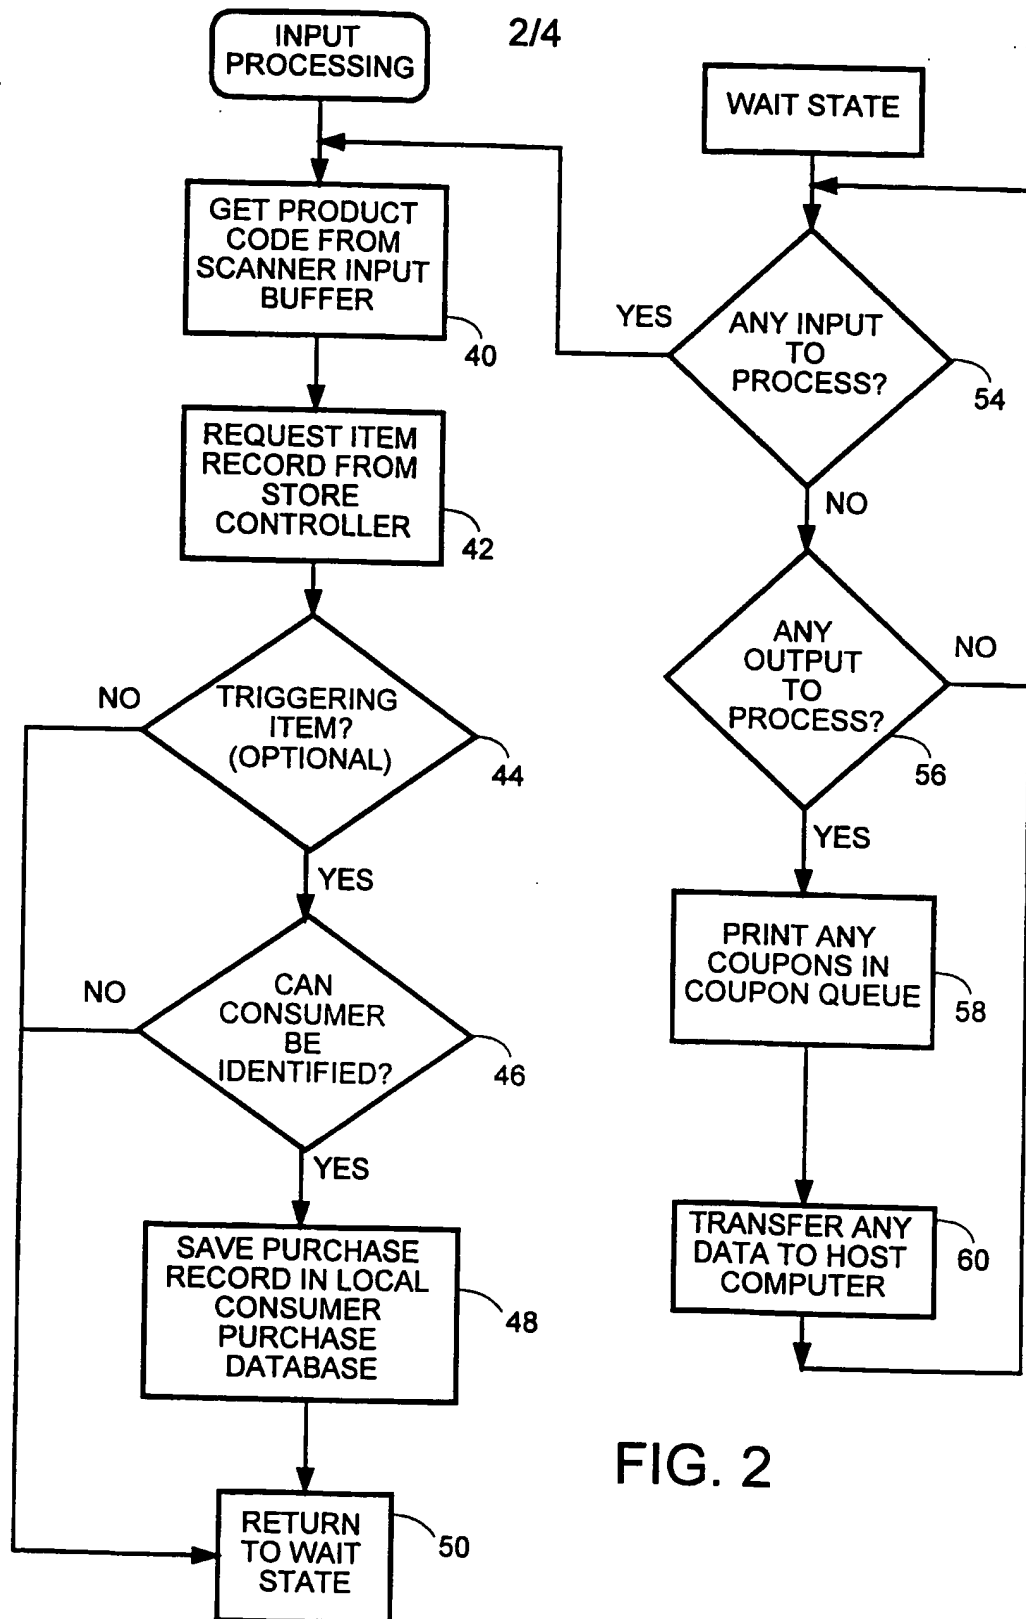 2/4
INPUT
PROCESSING
GET PRODUCT
CODE FROM
SCANNER INPUT
BUFFER
40
REQUEST ITEM
RECORD FROM
STORE
CONTROLLER
42
TRIGGERING
ITEM?
(OPTIONAL)
44
NO
YES
CAN
CONSUMER
BE
IDENTIFIED?
46
NO
YES
SAVE PURCHASE
RECORD IN LOCAL
CONSUMER
PURCHASE
DATABASE
48
RETURN
TO WAIT
STATE
50
WAIT STATE
ANY INPUT
TO
PROCESS?
54
YES
NO
ANY
OUTPUT
TO
PROCESS?
56
NO
YES
PRINT ANY
COUPONS IN
COUPON QUEUE
58
TRANSFER ANY
DATA TO HOST
COMPUTER
60
FIG. 2